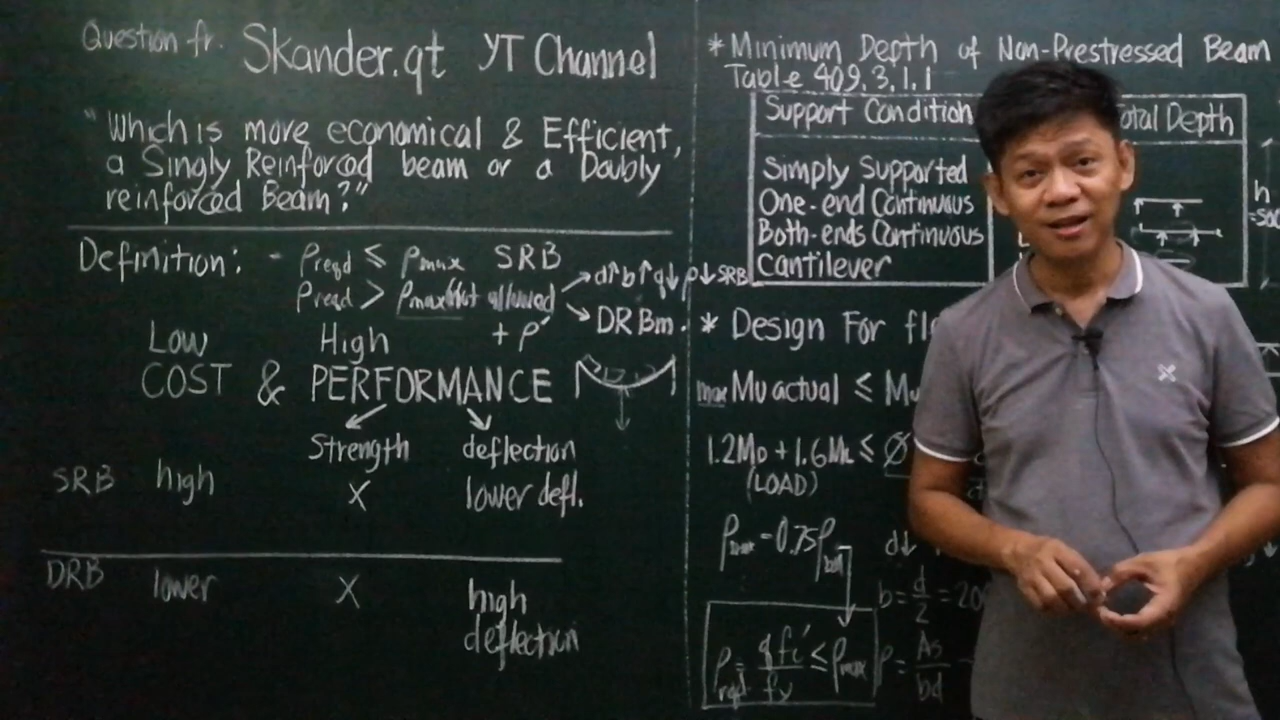 Question fr. Skander.qt YT Channel
"Which is more economical & Efficient,
a Singly Reinforced beam or a Doubly
reinforced Beam?"
Definition: - ρreqd ≤ ρmax SRB
ρreqd > ρmax Not allowed
d↑ b↑ q↓ ρ↓ SRB
DRBm.
+ ρ'
Low High
COST & PERFORMANCE
Strength deflection
SRB high X lower defl.
DRB lower X high
deflection
* Minimum Depth of Non-Prestressed Beam
Table 409.3.1.1
Support Condition Total Depth
Simply Supported
One-end Continuous
Both-ends Continuous
Cantilever
h
* Design For
max Mu actual ≤ Mu
1.2MD + 1.6ML ≤ Ø
(LOAD)
ρmax = 0.75ρbal
d↓
b = d/2 = 20
ρreqd = qfc'/fy ≤ ρmax
ρ = As/bd